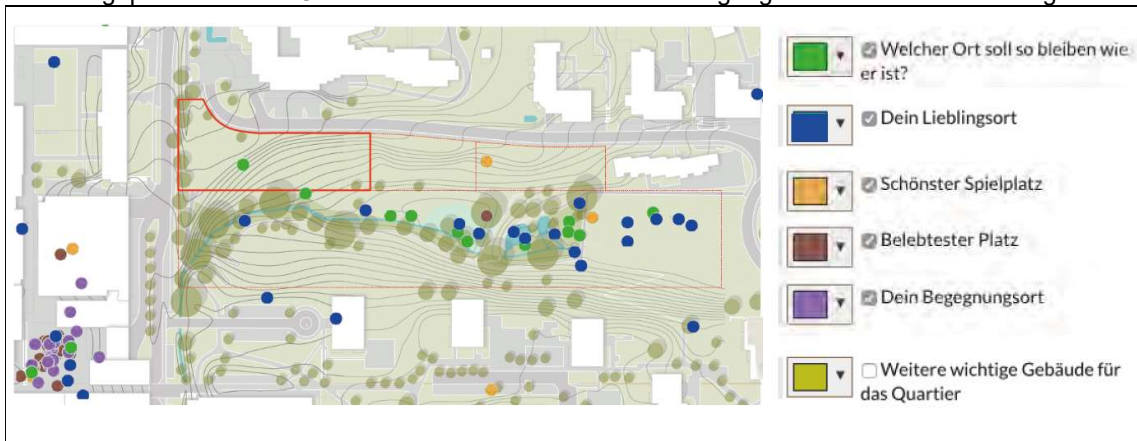 Welcher Ort soll so bleiben wie
er ist?
Dein Lieblingsort
Schönster Spielplatz
Belebtester Platz
Dein Begegnungsort
Weitere wichtige Gebäude für
das Quartier